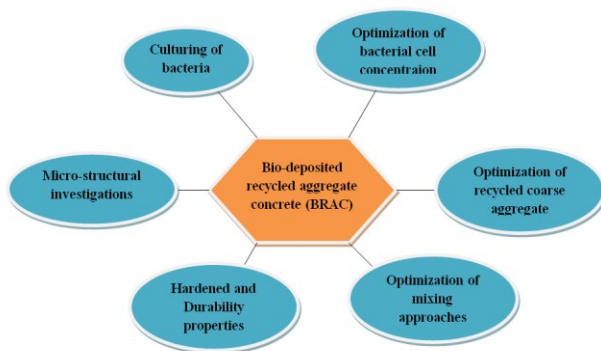 Culturing of
bacteria
Optimization of
bacterial cell
concentraion
Micro-structural
investigations
Bio-deposited
recycled aggregate
concrete (BRAC)
Optimization of
recycled coarse
aggregate
Hardened and
Durability
properties
Optimization of
mixing
approaches